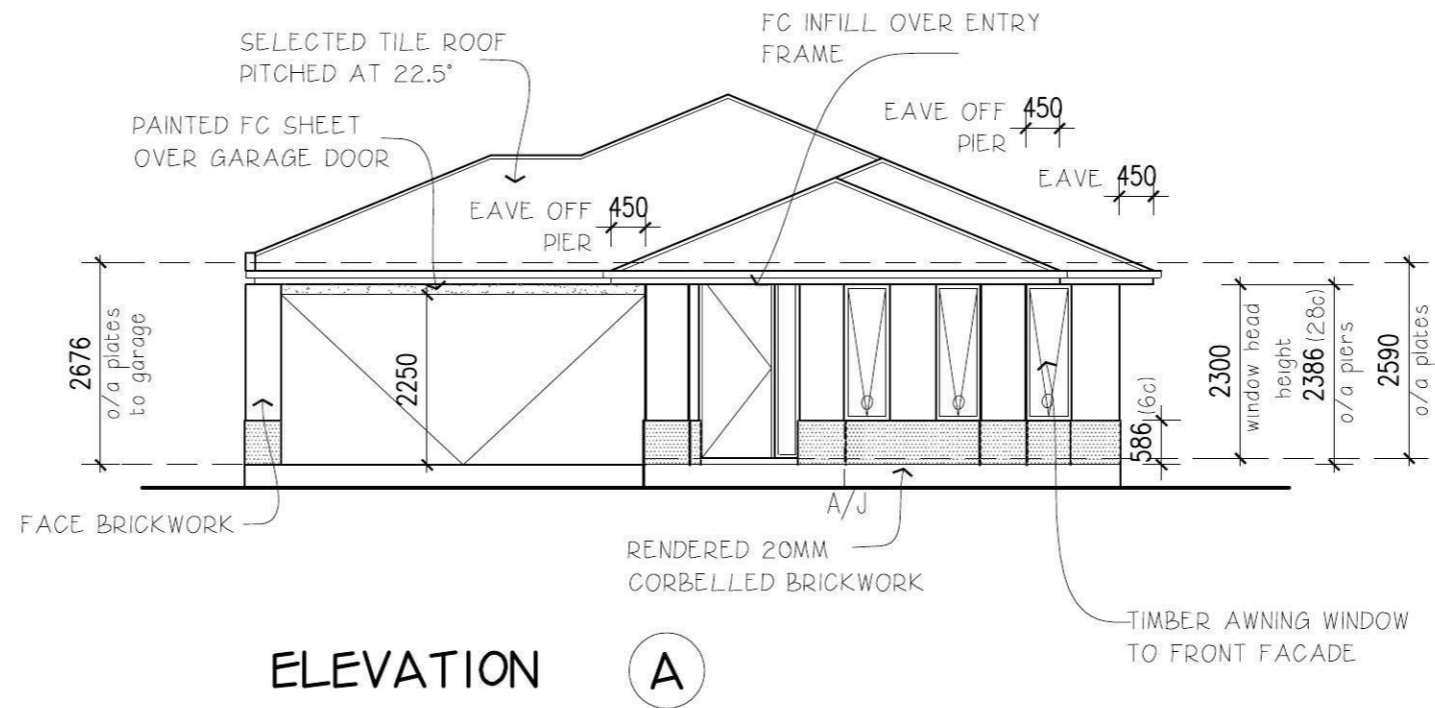 FC INFILL OVER ENTRY
FRAME
SELECTED TILE ROOF
PITCHED AT 22.5°
PAINTED FC SHEET
OVER GARAGE DOOR
EAVE OFF 450
PIER
EAVE 450
EAVE OFF 450
PIER
2676
o/a plates
to garage
2250
586 (6c)
2300
window head
height
2386 (28c)
o/a piers
2590
o/a plates
A/J
FACE BRICKWORK
RENDERED 20MM
CORBELLED BRICKWORK
TIMBER AWNING WINDOW
TO FRONT FACADE
ELEVATION A